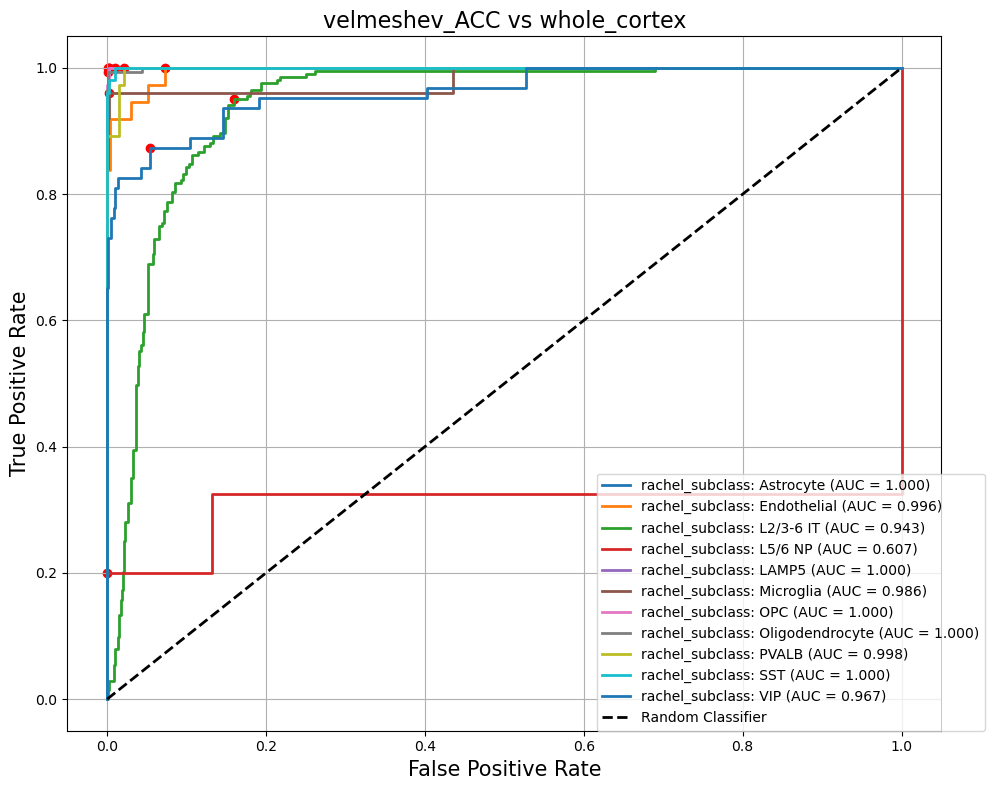 velmeshev_ACC vs whole_cortex
True Positive Rate
1.0
0.8
0.6
0.4
0.2
0.0
rachel_subclass: Astrocyte (AUC = 1.000)
rachel_subclass: Endothelial (AUC = 0.996)
rachel_subclass: L2/3-6 IT (AUC = 0.943)
rachel_subclass: L5/6 NP (AUC = 0.607)
rachel_subclass: LAMP5 (AUC = 1.000)
rachel_subclass: Microglia (AUC = 0.986)
rachel_subclass: OPC (AUC = 1.000)
rachel_subclass: Oligodendrocyte (AUC = 1.000)
rachel_subclass: PVALB (AUC = 0.998)
rachel_subclass: SST (AUC = 1.000)
rachel_subclass: VIP (AUC = 0.967)
Random Classifier
0.0 0.2 0.4 0.6 0.8 1.0
False Positive Rate